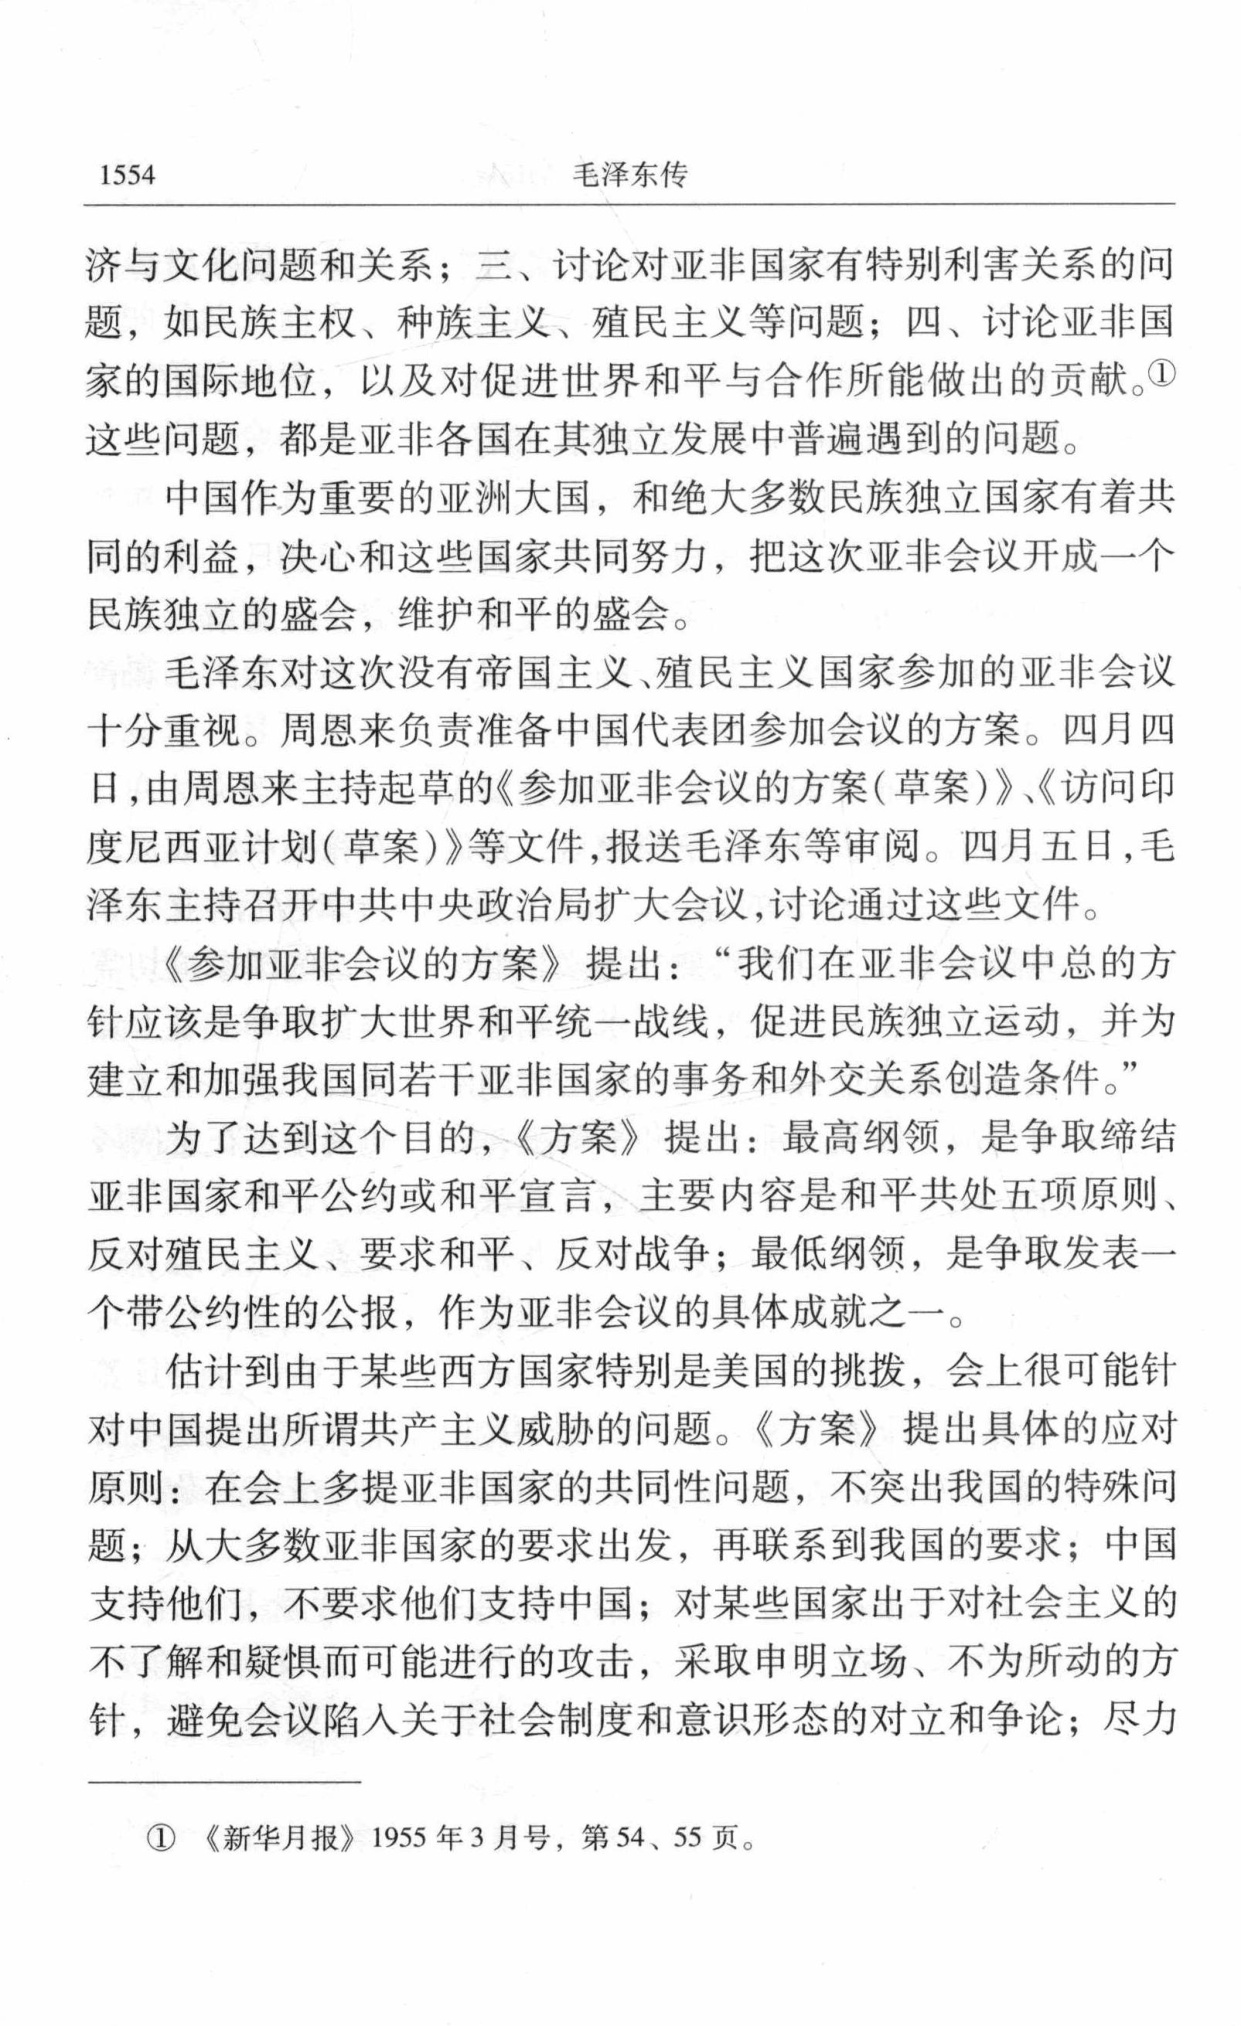 1554 毛泽东传
济与文化问题和关系；三、讨论对亚非国家有特别利害关系的问
题，如民族主权、种族主义、殖民主义等问题；四、讨论亚非国
家的国际地位，以及对促进世界和平与合作所能做出的贡献。①
这些问题，都是亚非各国在其独立发展中普遍遇到的问题。
中国作为重要的亚洲大国，和绝大多数民族独立国家有着共
同的利益，决心和这些国家共同努力，把这次亚非会议开成一个
民族独立的盛会，维护和平的盛会。
毛泽东对这次没有帝国主义、殖民主义国家参加的亚非会议
十分重视。周恩来负责准备中国代表团参加会议的方案。四月四
日，由周恩来主持起草的《参加亚非会议的方案（草案）》、《访问印
度尼西亚计划（草案）》等文件，报送毛泽东等审阅。四月五日，毛
泽东主持召开中共中央政治局扩大会议，讨论通过这些文件。
《参加亚非会议的方案》提出：“我们在亚非会议中总的方
针应该是争取扩大世界和平统一战线，促进民族独立运动，并为
建立和加强我国同若干亚非国家的事务和外交关系创造条件。”
为了达到这个目的，《方案》提出：最高纲领，是争取缔结
亚非国家和平公约或和平宣言，主要内容是和平共处五项原则、
反对殖民主义、要求和平、反对战争；最低纲领，是争取发表一
个带公约性的公报，作为亚非会议的具体成就之一。
估计到由于某些西方国家特别是美国的挑拨，会上很可能针
对中国提出所谓共产主义威胁的问题。《方案》提出具体的应对
原则：在会上多提亚非国家的共同性问题，不突出我国的特殊问
题；从大多数亚非国家的要求出发，再联系到我国的要求；中国
支持他们，不要求他们支持中国；对某些国家出于对社会主义的
不了解和疑惧而可能进行的攻击，采取申明立场、不为所动的方
针，避免会议陷入关于社会制度和意识形态的对立和争论；尽力
① 《新华月报》1955年3月号，第54、55页。